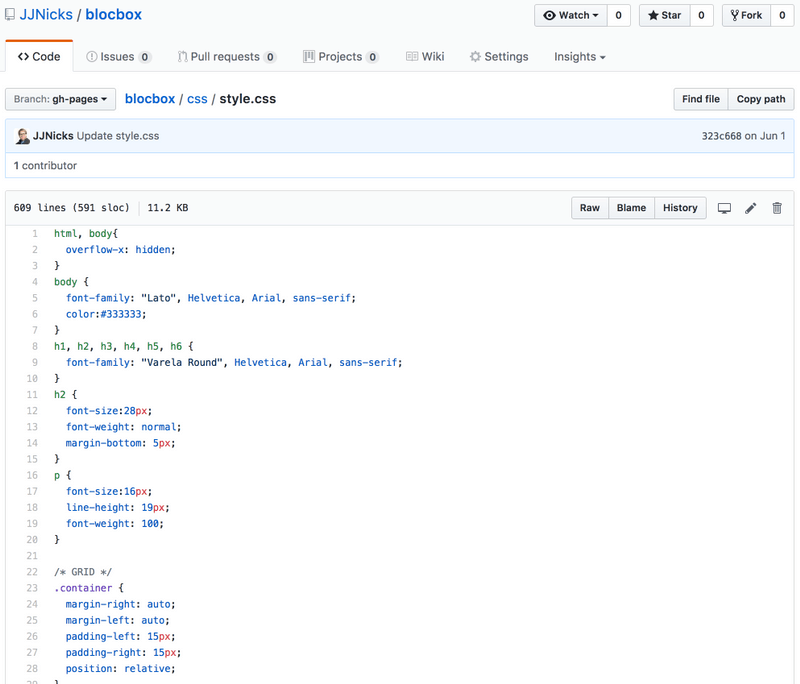 JJNicks / blocbox
Watch 0 Star 0 Fork 0
Code Issues 0 Pull requests 0 Projects 0 Wiki Settings Insights
Branch: gh-pages blocbox / css / style.css Find file Copy path
JJNicks Update style.css 323c668 on Jun 1
1 contributor
609 lines (591 sloc) 11.2 KB Raw Blame History
1 html, body{
2 overflow-x: hidden;
3 }
4 body {
5 font-family: "Lato", Helvetica, Arial, sans-serif;
6 color:#333333;
7 }
8 h1, h2, h3, h4, h5, h6 {
9 font-family: "Varela Round", Helvetica, Arial, sans-serif;
10 }
11 h2 {
12 font-size:28px;
13 font-weight: normal;
14 margin-bottom: 5px;
15 }
16 p {
17 font-size:16px;
18 line-height: 19px;
19 font-weight: 100;
20 }
21
22 /* GRID */
23 .container {
24 margin-right: auto;
25 margin-left: auto;
26 padding-left: 15px;
27 padding-right: 15px;
28 position: relative;